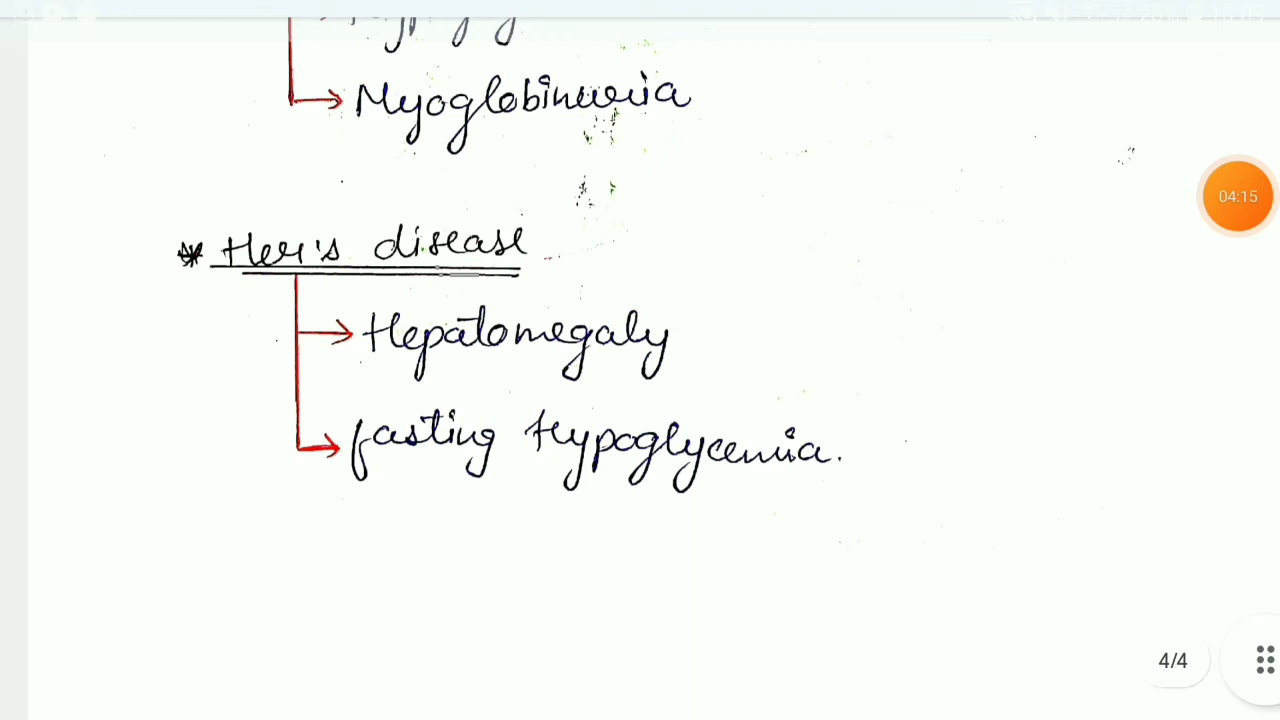 Myoglobinuria
* Her's disease
Hepatomegaly
fasting Hypoglycemia.
04:15
4/4